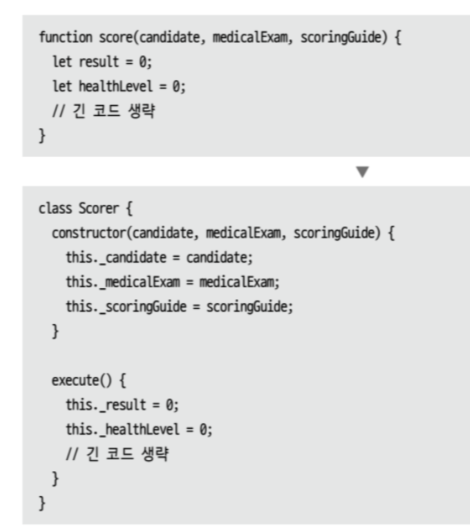 function score(candidate, medicalExam, scoringGuide) {
  let result = 0;
  let healthLevel = 0;
  // 긴 코드 생략
}
▼
class Scorer {
  constructor(candidate, medicalExam, scoringGuide) {
    this._candidate = candidate;
    this._medicalExam = medicalExam;
    this._scoringGuide = scoringGuide;
  }

  execute() {
    this._result = 0;
    this._healthLevel = 0;
    // 긴 코드 생략
  }
}